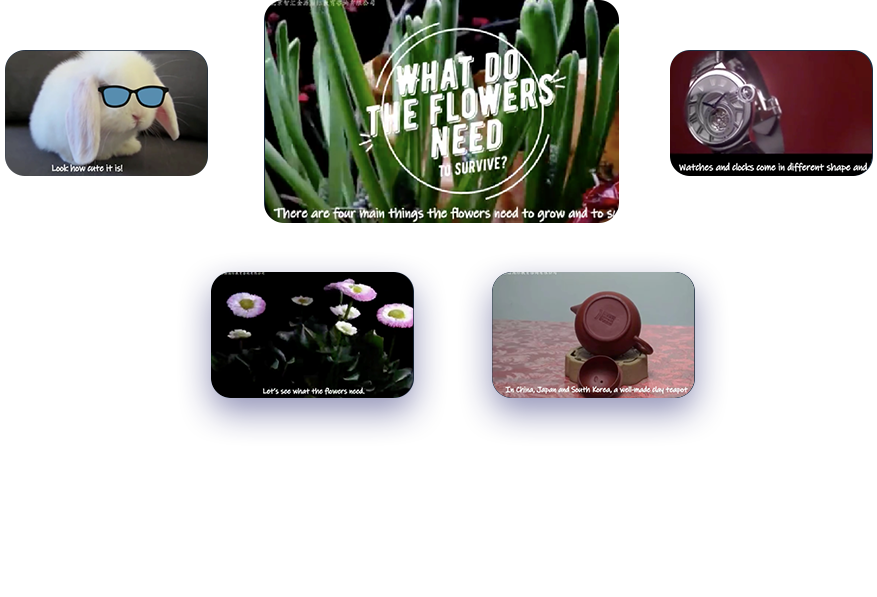 Look how cute it is!
WHAT DO
THE FLOWERS
NEED
TO SURVIVE?
There are four main things the flowers need to grow and to su
Watches and clocks come in different shape and
Let's see what the flowers need.
In China, Japan and South Korea, a well-made clay teapot